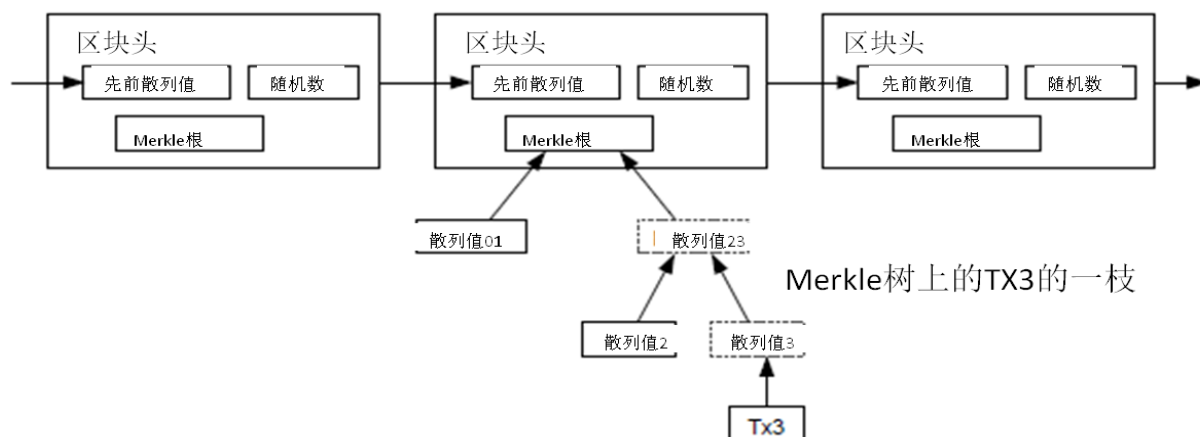 区块头 区块头 区块头
先前散列值 随机数 先前散列值 随机数 先前散列值 随机数
Merkle根 Merkle根 Merkle根
散列值01 散列值23
Merkle树上的TX3的一枝
散列值2 散列值3
Tx3